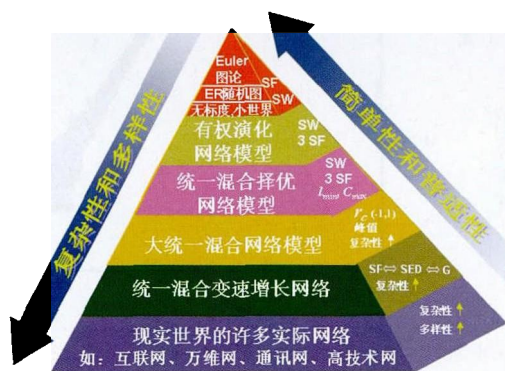 复杂性和多样性
简单性和普适性
Euler
图论
SF
ER随机图
SW
无标度,小世界
有权演化
网络模型
SW
3 SF
统一混合择优
网络模型
SW
3 SF
lmin, Cmax
大统一混合网络模型
rc (-1,1)
峰值
复杂性
统一混合变速增长网络
SF⇔SED ⇔G
复杂性
现实世界的许多实际网络
如：互联网、万维网、通讯网、高技术网
复杂性
多样性